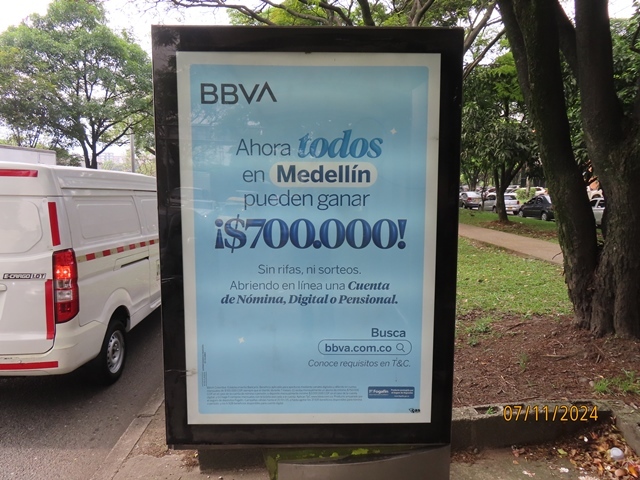 BBVA
Ahora todos
en Medellín
pueden ganar
¡$700.000!
Sin rifas, ni sorteos.
Abriendo en línea una Cuenta
de Nómina, Digital o Pensional.
Busca
bbva.com.co
Conoce requisitos en T&C.
07/11/2024